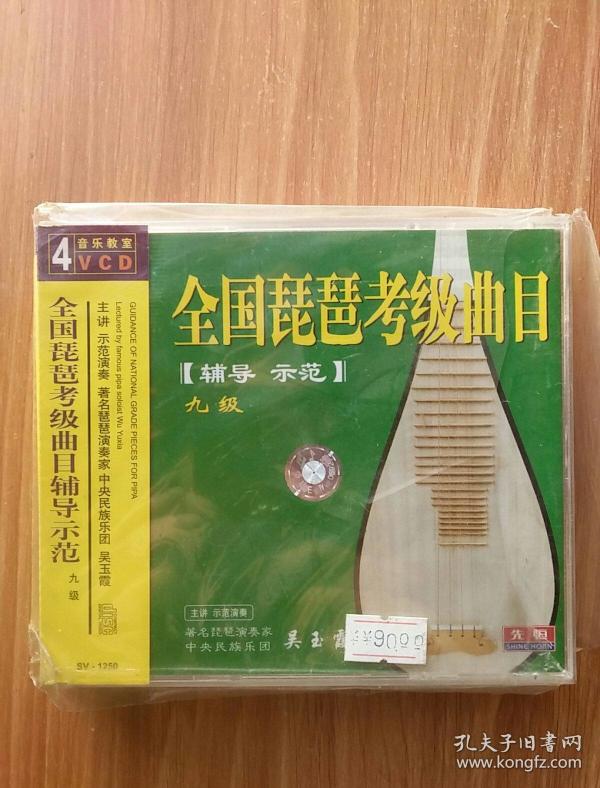 4
音乐教室
VCD
全国琵琶考级曲目辅导示范 九级
主讲 示范演奏 著名琵琶演奏家 中央民族乐团 吴玉霞
GUIDANCE OF NATIONAL GRADE PIECES FOR PIPA
Lectured by famous pipa soloist Wu Yuxia
disc
SV-1250
全国琵琶考级曲目
【辅导 示范】
九级
主讲 示范演奏
著名琵琶演奏家
中央民族乐团
吴玉霞
¥90.00
先恒
SHINE HORN
孔夫子旧书网
www.kongfz.com